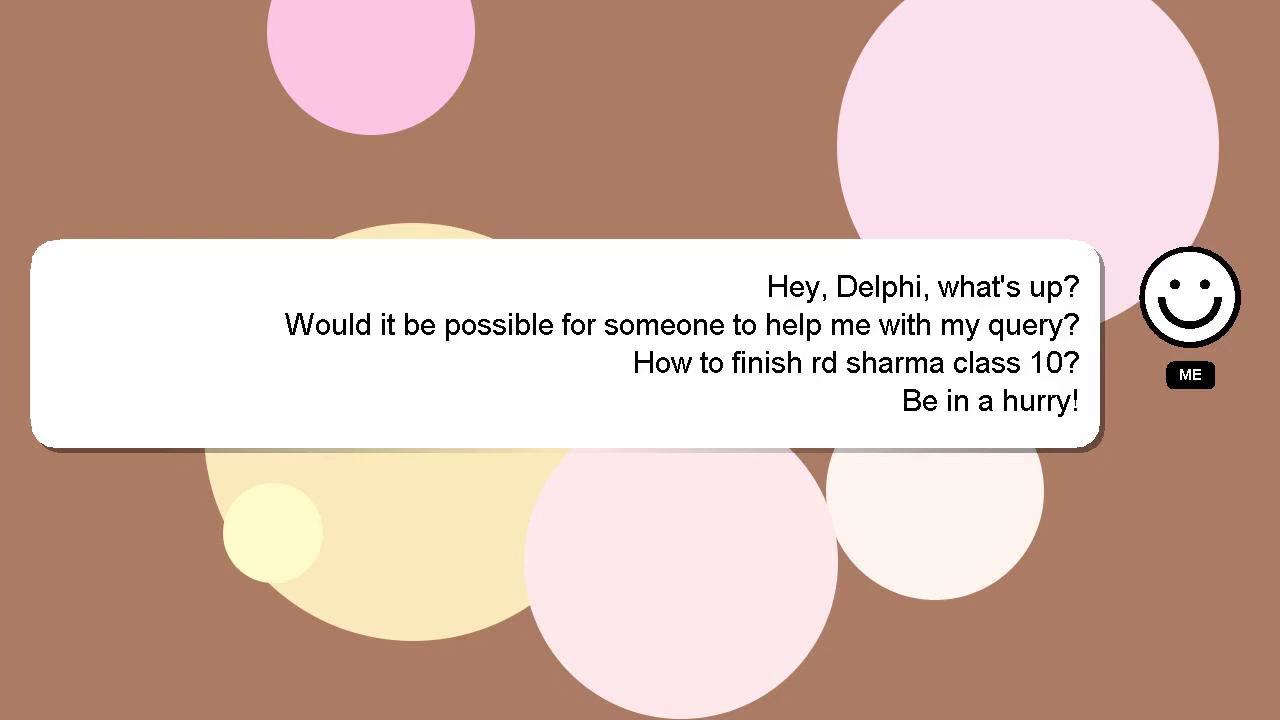 Hey, Delphi, what's up?
Would it be possible for someone to help me with my query?
How to finish rd sharma class 10?
Be in a hurry!
ME